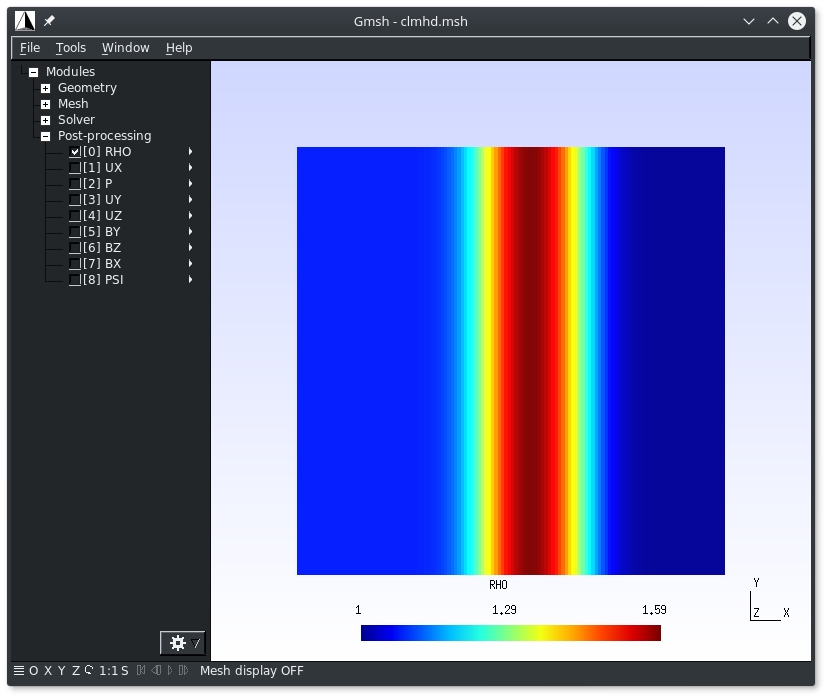 Gmsh - clmhd.msh
File Tools Window Help
Modules
Geometry
Mesh
Solver
Post-processing
[0] RHO
[1] UX
[2] P
[3] UY
[4] UZ
[5] BY
[6] BZ
[7] BX
[8] PSI
RHO
1 1.29 1.59
Y
Z X
O X Y Z 1:1 S Mesh display OFF